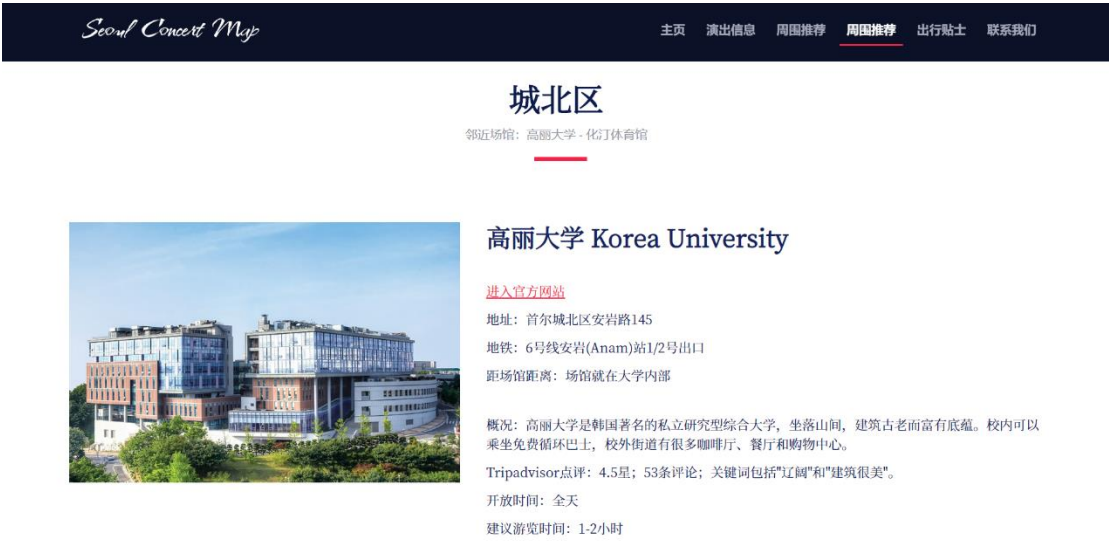 Seoul Concert Map
主页 演出信息 周围推荐 周围推荐 出行贴士 联系我们
城北区
邻近场馆：高丽大学 - 化汀体育馆
高丽大学 Korea University
进入官方网站
地址：首尔城北区安岩路145
地铁：6号线安岩(Anam)站1/2号出口
距场馆距离：场馆就在大学内部
概况：高丽大学是韩国著名的私立研究型综合大学，坐落山间，建筑古老而富有底蕴。校内可以
乘坐免费循环巴士，校外街道有很多咖啡厅、餐厅和购物中心。
Tripadvisor点评：4.5星；53条评论；关键词包括"辽阔"和"建筑很美"。
开放时间：全天
建议游览时间：1-2小时